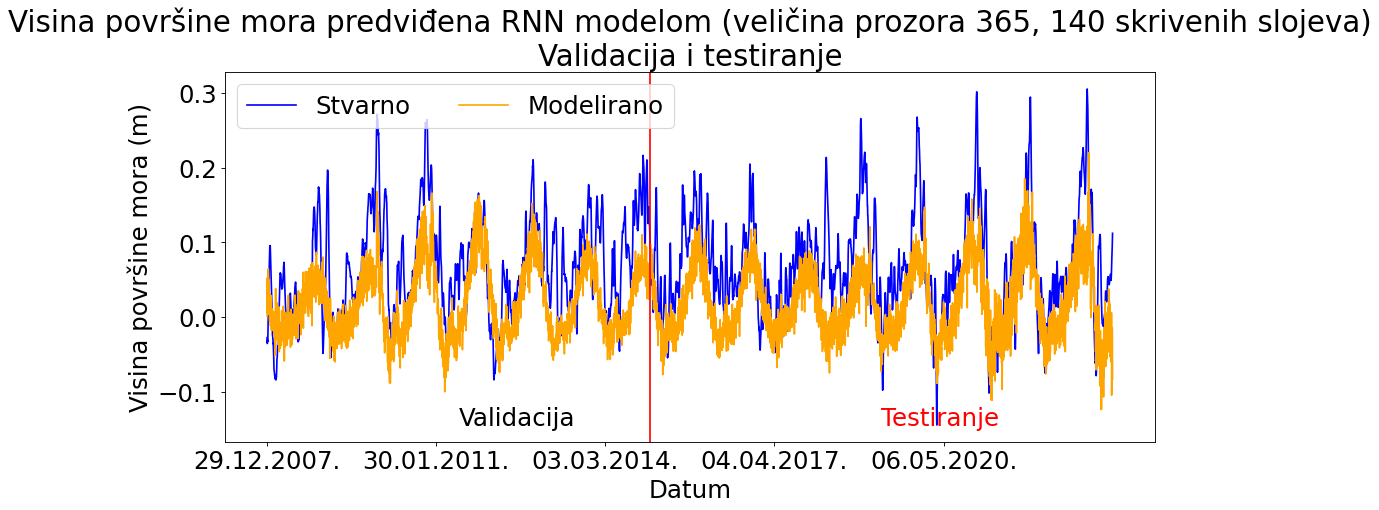 Visina površine mora predviđena RNN modelom (veličina prozora 365, 140 skrivenih slojeva)
Validacija i testiranje
Stvarno
Modelirano
Visina površine mora (m)
0.3
0.2
0.1
0.0
−0.1
Validacija
Testiranje
29.12.2007.
30.01.2011.
03.03.2014.
04.04.2017.
06.05.2020.
Datum